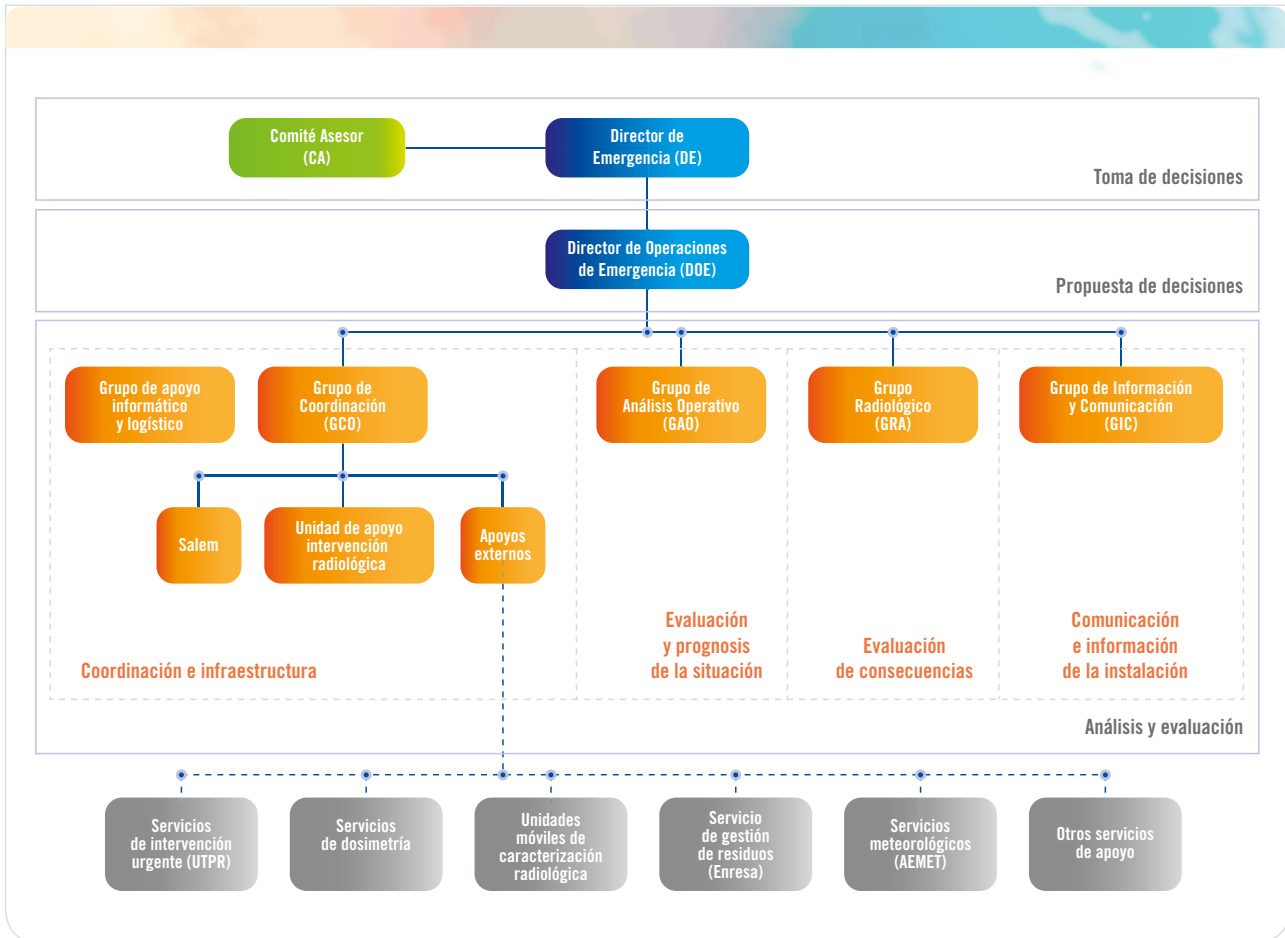 Comité Asesor
(CA)
Director de
Emergencia (DE)
Toma de decisiones
Director de Operaciones
de Emergencia (DOE)
Propuesta de decisiones
Grupo de apoyo
informático
y logístico
Grupo de
Coordinación
(GCO)
Grupo de
Análisis Operativo
(GAO)
Grupo
Radiológico
(GRA)
Grupo de Información
y Comunicación
(GIC)
Salem
Unidad de apoyo
intervención
radiológica
Apoyos
externos
Coordinación e infraestructura
Evaluación
y prognosis
de la situación
Evaluación
de consecuencias
Comunicación
e información
de la instalación
Análisis y evaluación
Servicios
de intervención
urgente (UTPR)
Servicios
de dosimetría
Unidades
móviles de
caracterización
radiológica
Servicio
de gestión
de residuos
(Enresa)
Servicios
meteorológicos
(AEMET)
Otros servicios
de apoyo